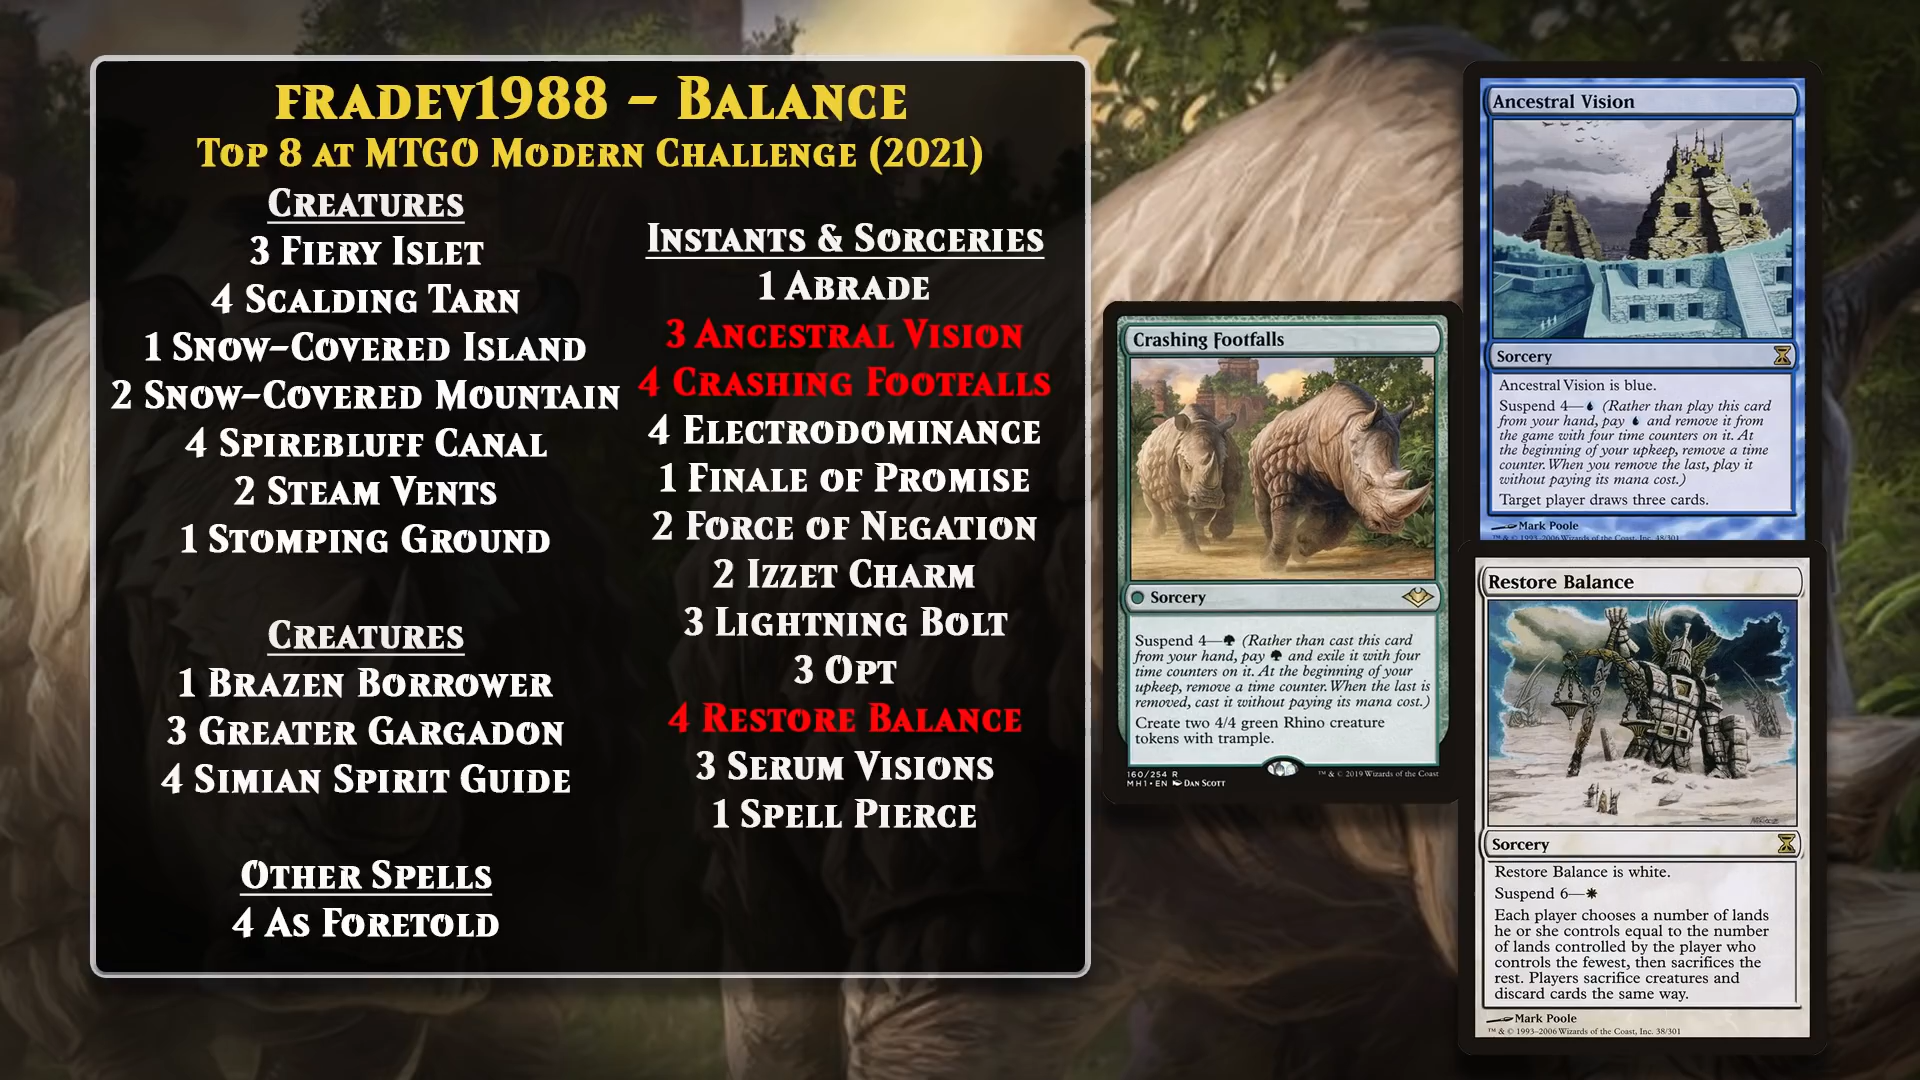 fradev1988 – Balance
Top 8 at MTGO Modern Challenge (2021)
Creatures
3 Fiery Islet
4 Scalding Tarn
1 Snow-Covered Island
2 Snow-Covered Mountain
4 Spirebluff Canal
2 Steam Vents
1 Stomping Ground
Creatures
1 Brazen Borrower
3 Greater Gargadon
4 Simian Spirit Guide
Other Spells
4 As Foretold
Instants & Sorceries
1 Abrade
3 Ancestral Vision
4 Crashing Footfalls
4 Electrodominance
1 Finale of Promise
2 Force of Negation
2 Izzet Charm
3 Lightning Bolt
3 Opt
4 Restore Balance
3 Serum Visions
1 Spell Pierce
Crashing Footfalls
Sorcery
Suspend 4— (Rather than cast this card
from your hand, pay and exile it with four
time counters on it. At the beginning of your
upkeep, remove a time counter. When the last is
removed, cast it without paying its mana cost.)
Create two 4/4 green Rhino creature
tokens with trample.
160/254 R
MH1 • EN Dan Scott
™ & © 2019 Wizards of the Coast
Ancestral Vision
Sorcery
Ancestral Vision is blue.
Suspend 4— (Rather than play this card
from your hand, pay and remove it from
the game with four time counters on it. At
the beginning of your upkeep, remove a time
counter. When you remove the last, play it
without paying its mana cost.)
Target player draws three cards.
Mark Poole
™ & © 1993–2006 Wizards of the Coast, Inc. 48/301
Restore Balance
Sorcery
Restore Balance is white.
Suspend 6—
Each player chooses a number of lands
he or she controls equal to the number
of lands controlled by the player who
controls the fewest, then sacrifices the
rest. Players sacrifice creatures and
discard cards the same way.
Mark Poole
™ & © 1993–2006 Wizards of the Coast, Inc. 38/301